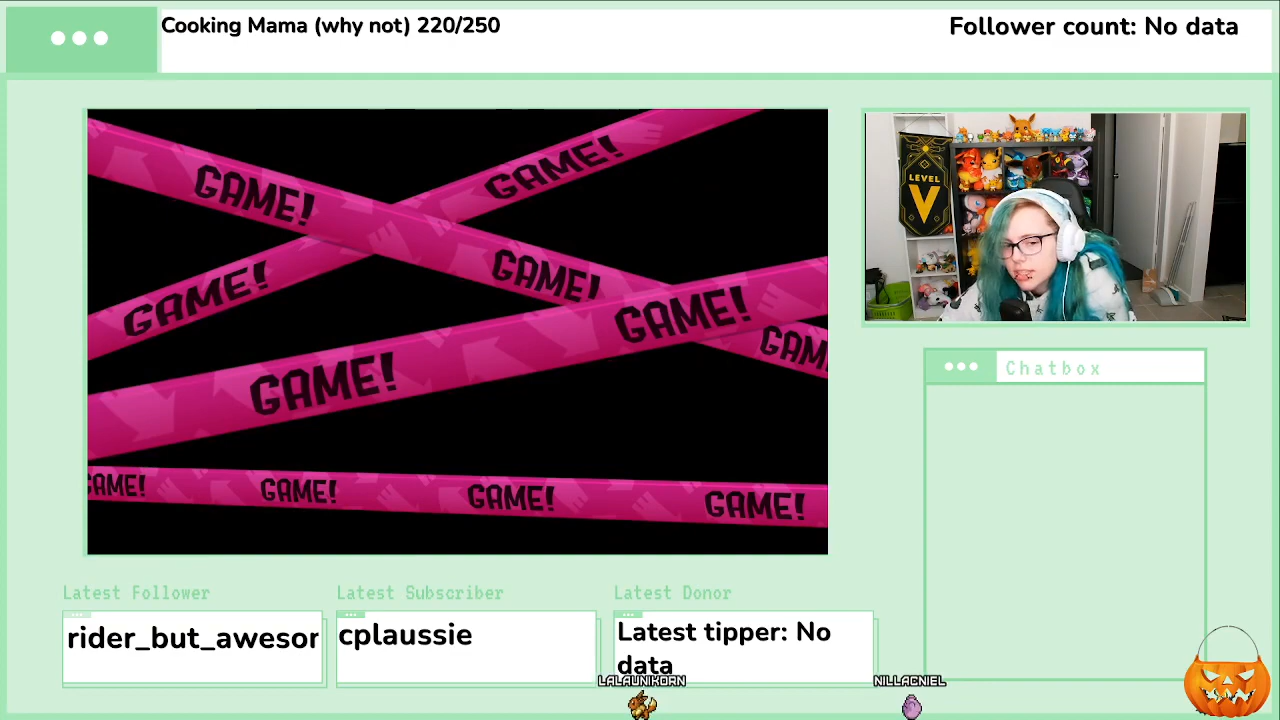 Cooking Mama (why not) 220/250
Follower count: No data
GAME!
GAME!
GAME!
GAME!
GAME!
GAME!
GAM
GAME!
GAME!
GAME!
GAME!
GAME!
LEVEL
V
Chatbox
Latest Follower
Latest Subscriber
Latest Donor
rider_but_awesor
cplaussie
Latest tipper: No
data
LALAUNIKORN
NILLACNIEL